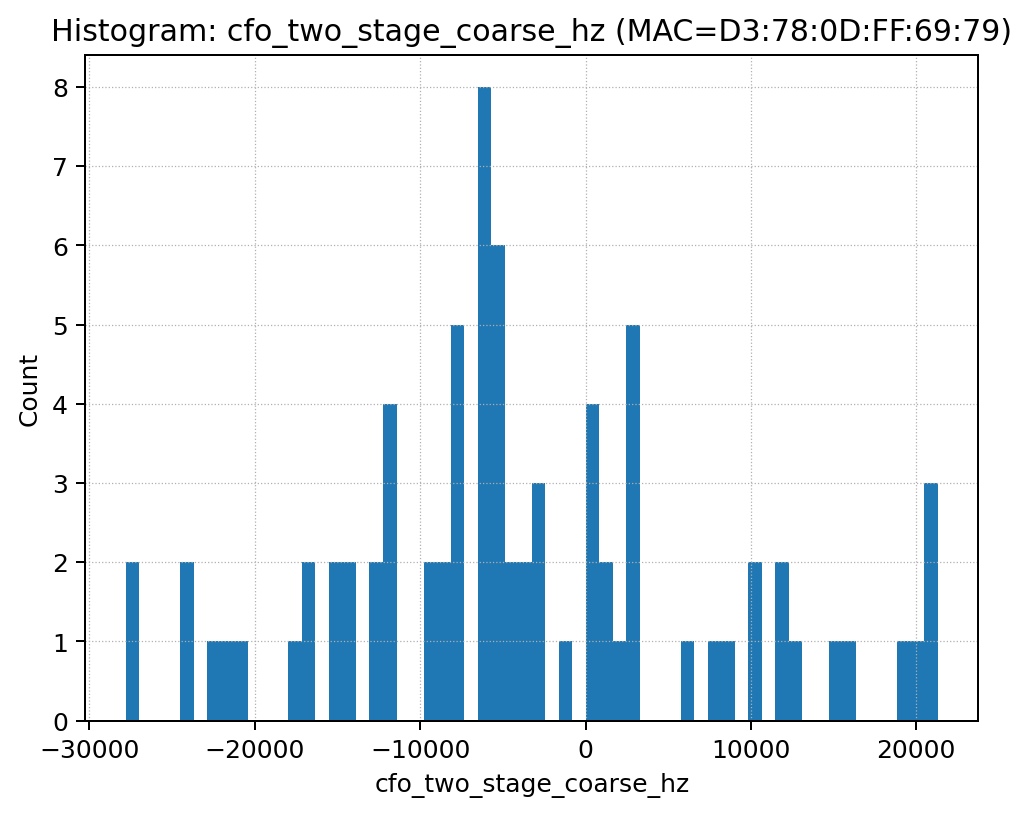 Histogram: cfo_two_stage_coarse_hz (MAC=D3:78:0D:FF:69:79)
8
7
6
5
4
3
2
1
0
Count
−30000 −20000 −10000 0 10000 20000
cfo_two_stage_coarse_hz